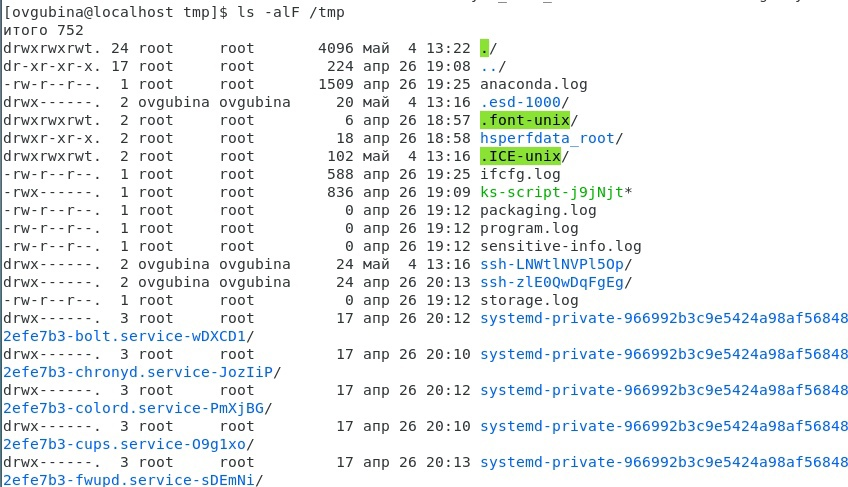 [ovgubina@localhost tmp]$ ls -alF /tmp
итого 752
drwxrwxrwt. 24 root     root       4096 май  4 13:22 ./
dr-xr-xr-x. 17 root     root        224 апр 26 19:08 ../
-rw-r--r--.  1 root     root       1509 апр 26 19:25 anaconda.log
drwx------.  2 ovgubina ovgubina     20 май  4 13:16 .esd-1000/
drwxrwxrwt.  2 root     root          6 апр 26 18:57 .font-unix/
drwxr-xr-x.  2 root     root         18 апр 26 18:58 hsperfdata_root/
drwxrwxrwt.  2 root     root        102 май  4 13:16 .ICE-unix/
-rw-r--r--.  1 root     root        588 апр 26 19:25 ifcfg.log
-rwx------.  1 root     root        836 апр 26 19:09 ks-script-j9jNjt*
-rw-r--r--.  1 root     root          0 апр 26 19:12 packaging.log
-rw-r--r--.  1 root     root          0 апр 26 19:12 program.log
-rw-r--r--.  1 root     root          0 апр 26 19:12 sensitive-info.log
drwx------.  2 ovgubina ovgubina     24 май  4 13:16 ssh-LNWtlNVPl5Op/
drwx------.  2 ovgubina ovgubina     24 апр 26 20:13 ssh-zlE0QwDqFgEg/
-rw-r--r--.  1 root     root          0 апр 26 19:12 storage.log
drwx------.  3 root     root         17 апр 26 20:12 systemd-private-966992b3c9e5424a98af56848
2efe7b3-bolt.service-wDXCD1/
drwx------.  3 root     root         17 апр 26 20:10 systemd-private-966992b3c9e5424a98af56848
2efe7b3-chronyd.service-JozIiP/
drwx------.  3 root     root         17 апр 26 20:12 systemd-private-966992b3c9e5424a98af56848
2efe7b3-colord.service-PmXjBG/
drwx------.  3 root     root         17 апр 26 20:10 systemd-private-966992b3c9e5424a98af56848
2efe7b3-cups.service-O9g1xo/
drwx------.  3 root     root         17 апр 26 20:13 systemd-private-966992b3c9e5424a98af56848
2efe7b3-fwupd.service-sDEmNi/